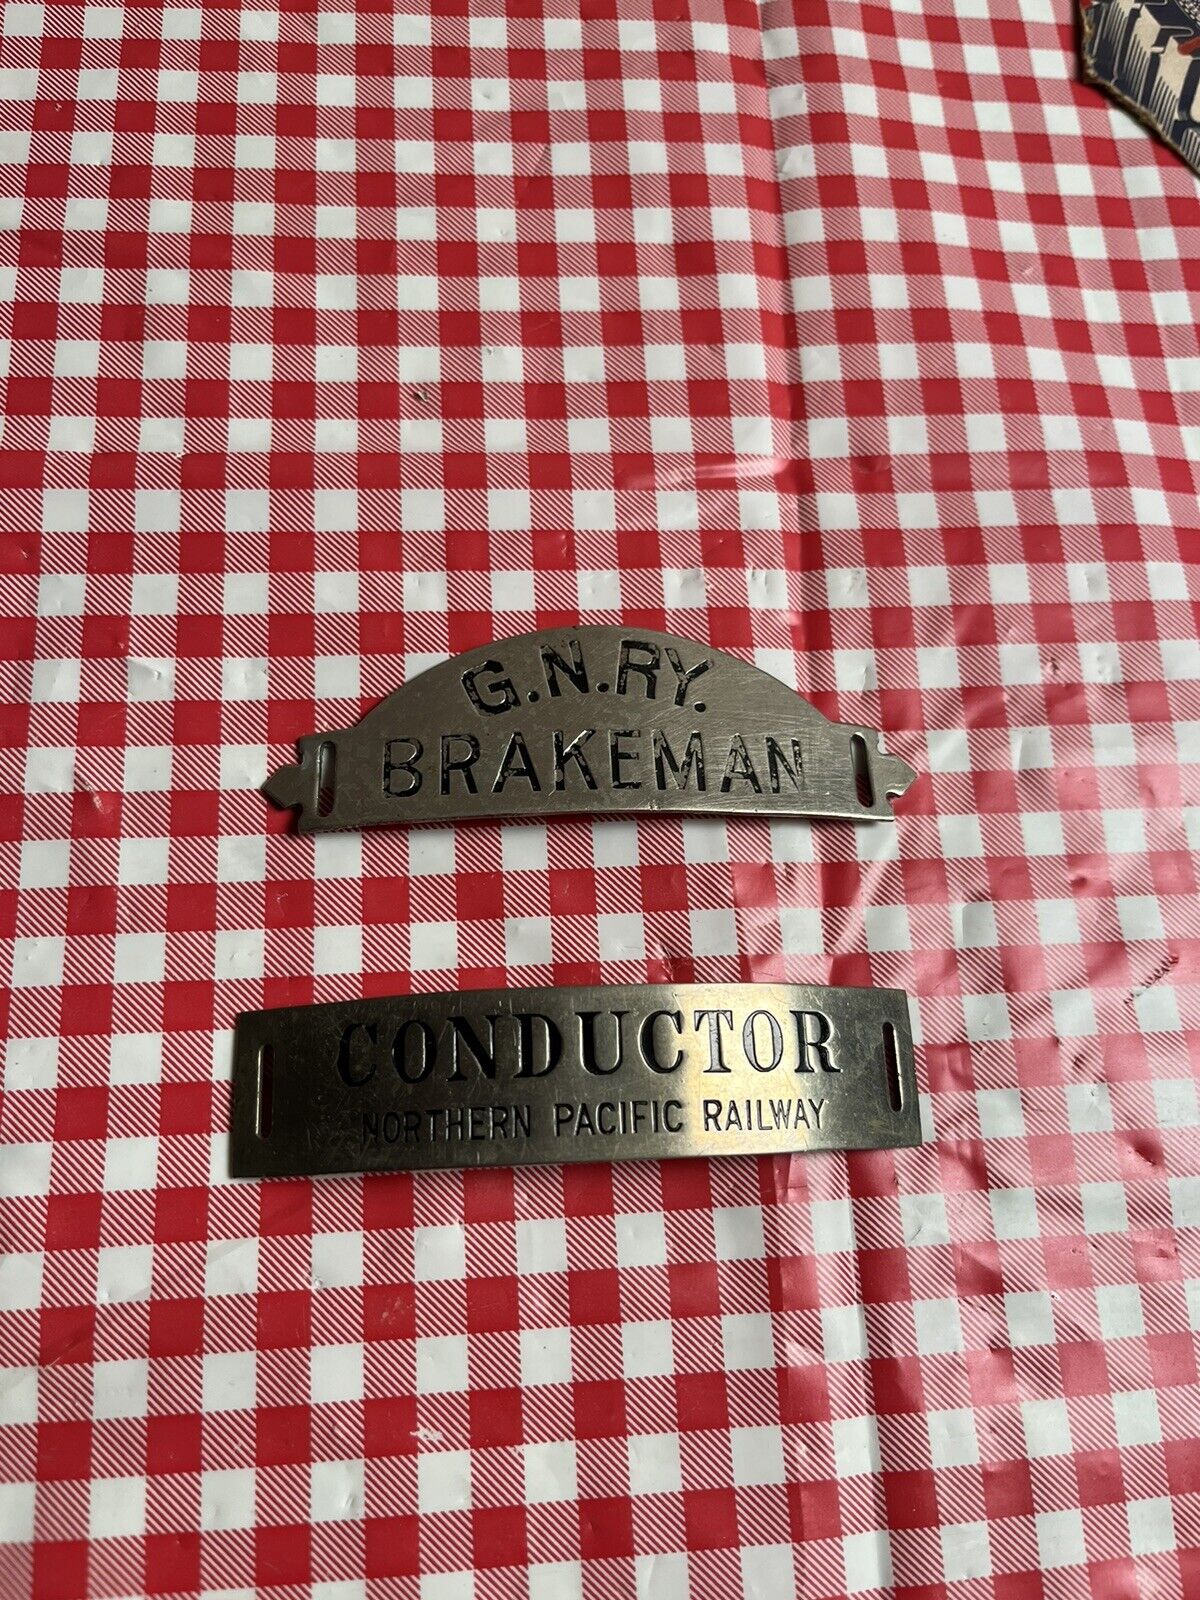 G.N.RY.
BRAKEMAN
CONDUCTOR
NORTHERN PACIFIC RAILWAY